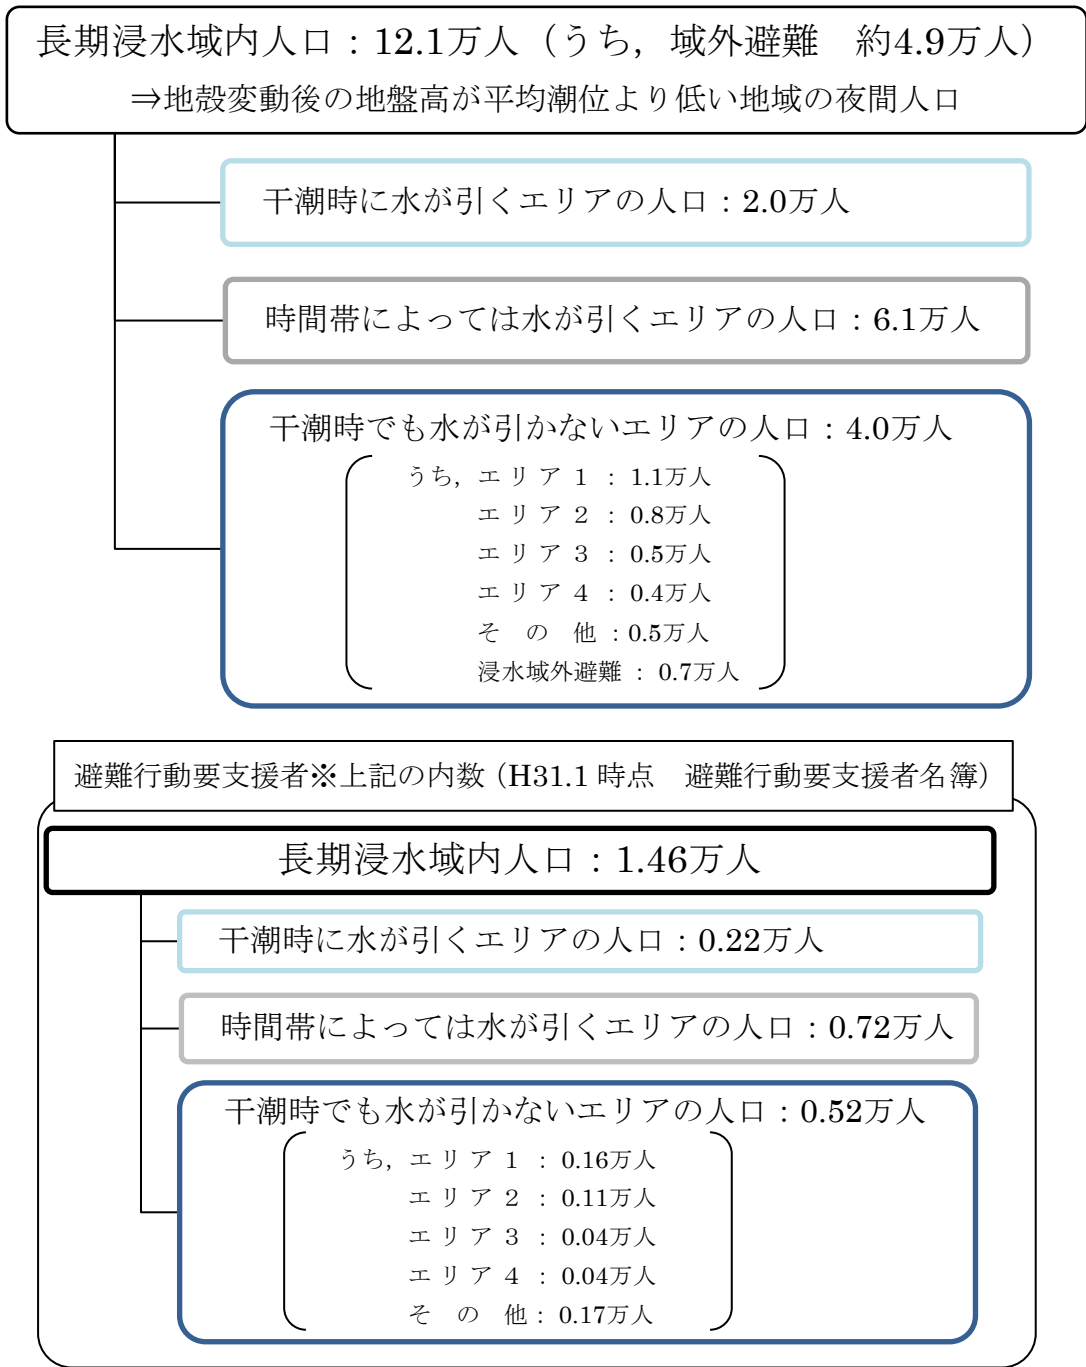 長期浸水域内人口：12.1万人（うち，域外避難　約4.9万人）
⇒地殻変動後の地盤高が平均潮位より低い地域の夜間人口
干潮時に水が引くエリアの人口：2.0万人
時間帯によっては水が引くエリアの人口：6.1万人
干潮時でも水が引かないエリアの人口：4.0万人
うち，エリア１：1.1万人
エリア２：0.8万人
エリア３：0.5万人
エリア４：0.4万人
その他：0.5万人
浸水域外避難：0.7万人
避難行動要支援者※上記の内数（H31.1 時点　避難行動要支援者名簿）
長期浸水域内人口：1.46万人
干潮時に水が引くエリアの人口：0.22万人
時間帯によっては水が引くエリアの人口：0.72万人
干潮時でも水が引かないエリアの人口：0.52万人
うち，エリア１：0.16万人
エリア２：0.11万人
エリア３：0.04万人
エリア４：0.04万人
その他：0.17万人